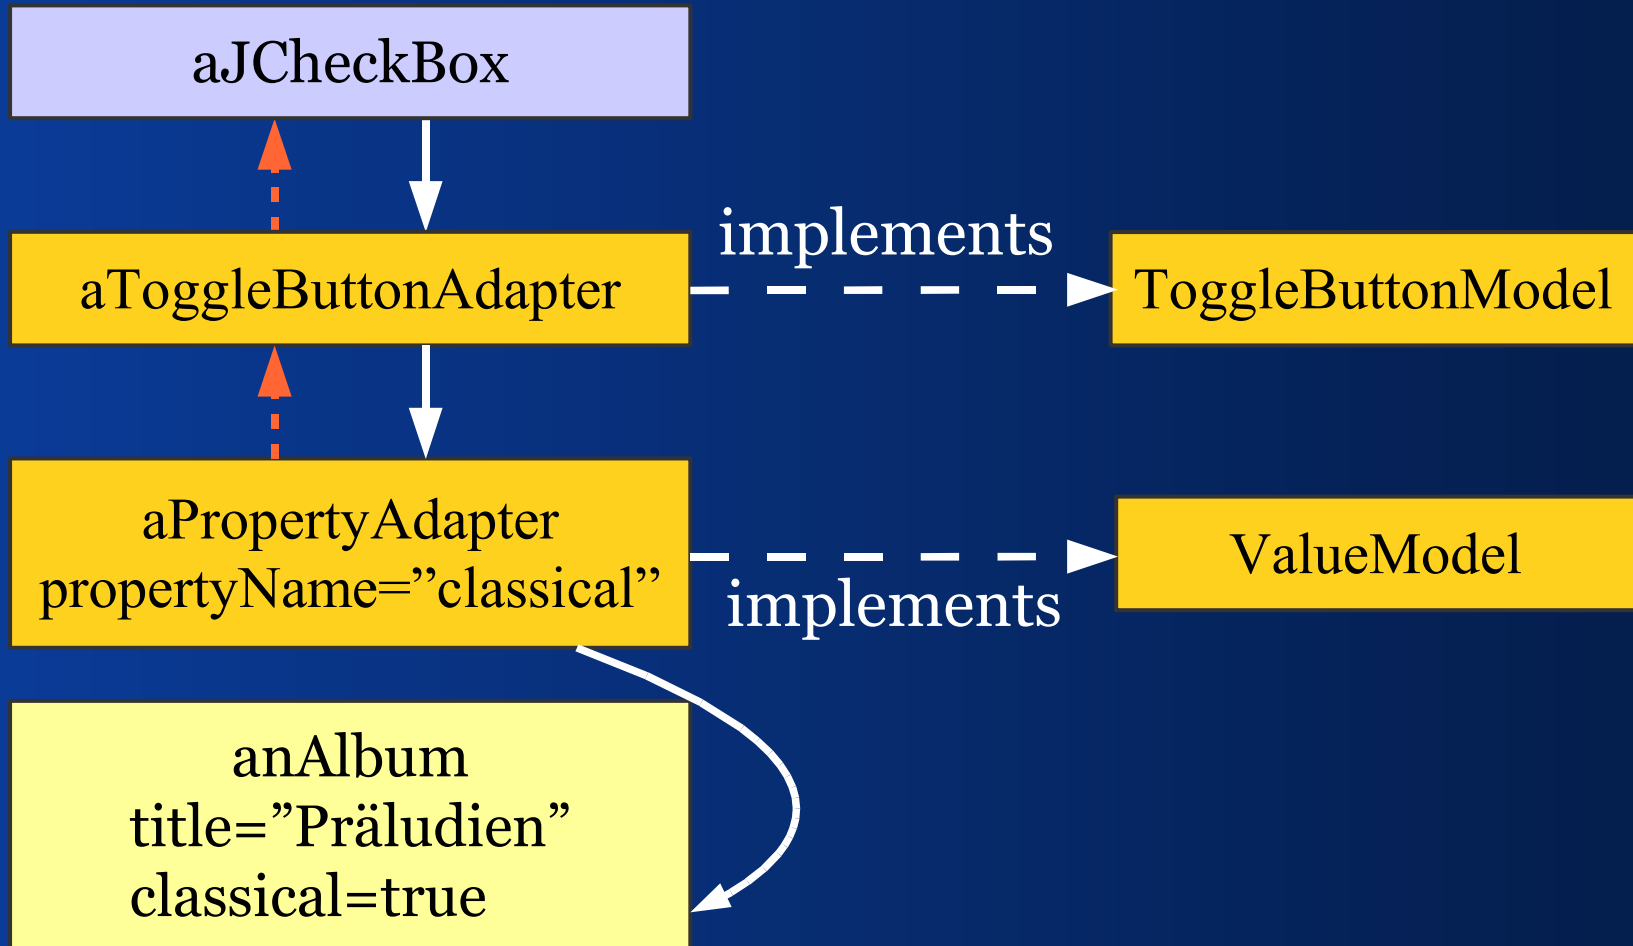 aJCheckBox
implements
aToggleButtonAdapter
ToggleButtonModel
aPropertyAdapter
propertyName=”classical”
ValueModel
implements
anAlbum
title=”Präludien”
classical=true